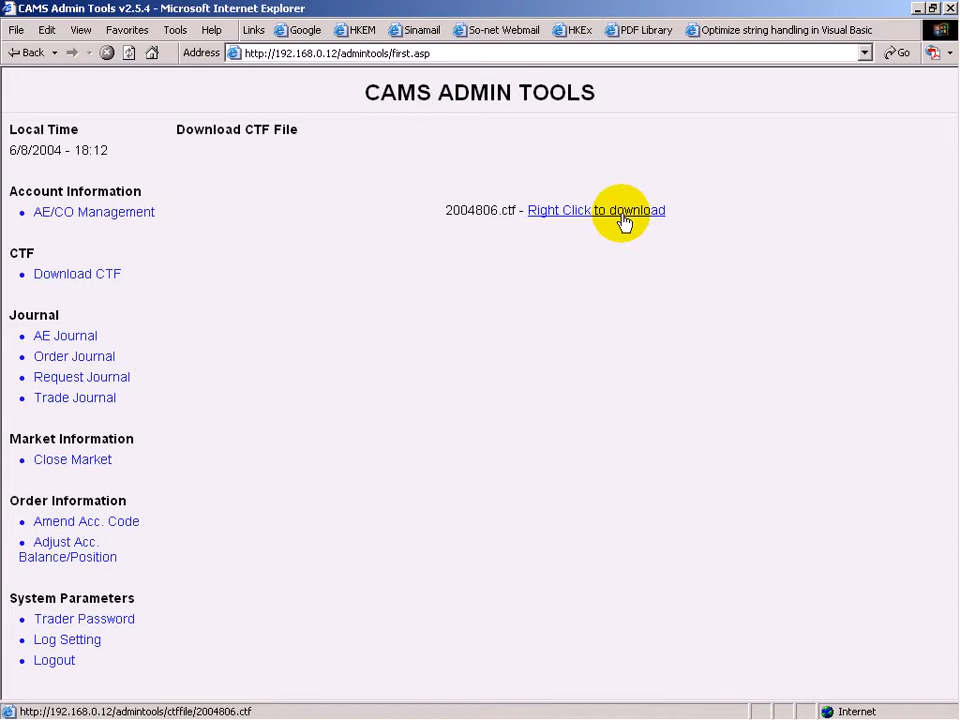 CAMS Admin Tools v2.5.4 - Microsoft Internet Explorer
File Edit View Favorites Tools Help Links Google HKEM Sinamail So-net Webmail HKEx PDF Library Optimize string handling in Visual Basic
Back Address http://192.168.0.12/admintools/first.asp Go
CAMS ADMIN TOOLS
Local Time
6/8/2004 - 18:12
Account Information
AE/CO Management
CTF
Download CTF
Journal
AE Journal
Order Journal
Request Journal
Trade Journal
Market Information
Close Market
Order Information
Amend Acc. Code
Adjust Acc.
Balance/Position
System Parameters
Trader Password
Log Setting
Logout
Download CTF File
2004806.ctf - Right Click to download
http://192.168.0.12/admintools/ctffile/2004806.ctf Internet